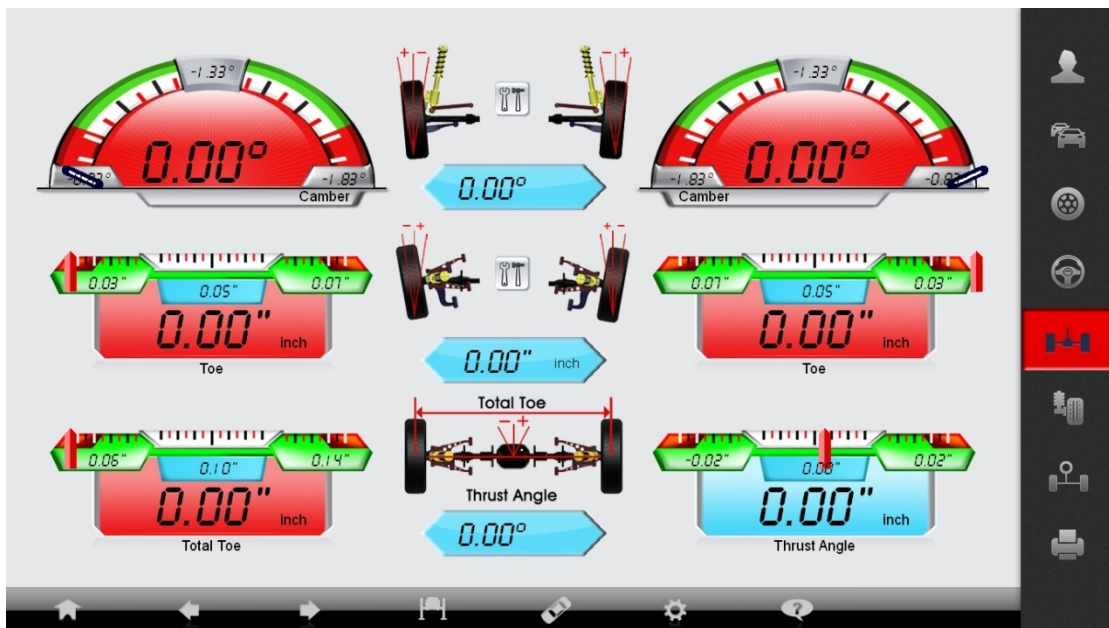 -1.33°
-1.33°
+ -
- +
0.00°
0.00°
-1.83°
-1.83°
0.00°
Camber
Camber
- +
+ -
0.03"
0.05"
0.07"
0.07"
0.05"
0.03"
0.00"
inch
0.00"
inch
Toe
0.00" inch
Toe
Total Toe
- +
0.06"
0.10"
0.14"
-0.02"
0.02"
0.00"
inch
Thrust Angle
0.00"
inch
Total Toe
0.00°
Thrust Angle
?